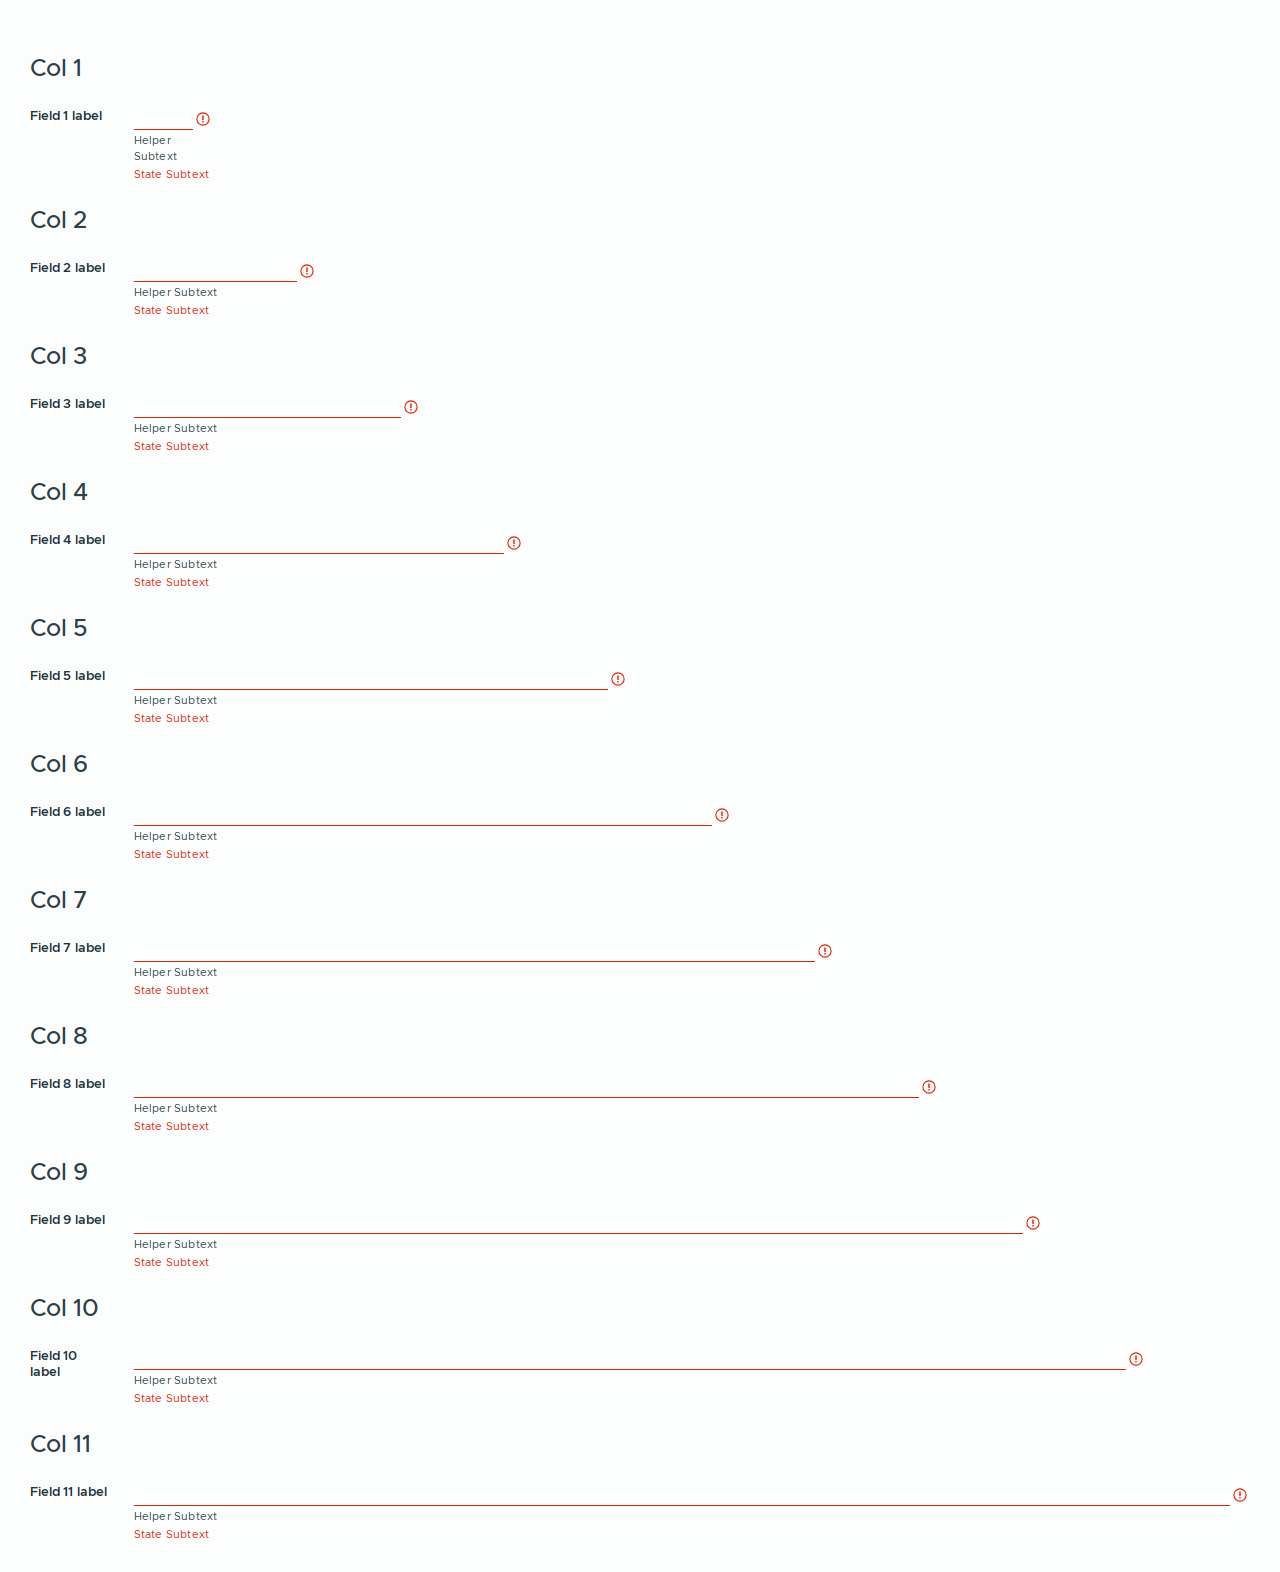 Col 1
Field 1 label
Helper
Subtext
State Subtext
Col 2
Field 2 label
Helper Subtext
State Subtext
Col 3
Field 3 label
Helper Subtext
State Subtext
Col 4
Field 4 label
Helper Subtext
State Subtext
Col 5
Field 5 label
Helper Subtext
State Subtext
Col 6
Field 6 label
Helper Subtext
State Subtext
Col 7
Field 7 label
Helper Subtext
State Subtext
Col 8
Field 8 label
Helper Subtext
State Subtext
Col 9
Field 9 label
Helper Subtext
State Subtext
Col 10
Field 10
label
Helper Subtext
State Subtext
Col 11
Field 11 label
Helper Subtext
State Subtext